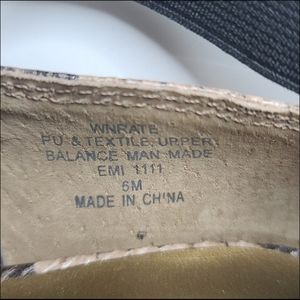 WNRATE
PU & TEXTILE UPPER
BALANCE MAN MADE
EMI 1111
6M
MADE IN CHINA